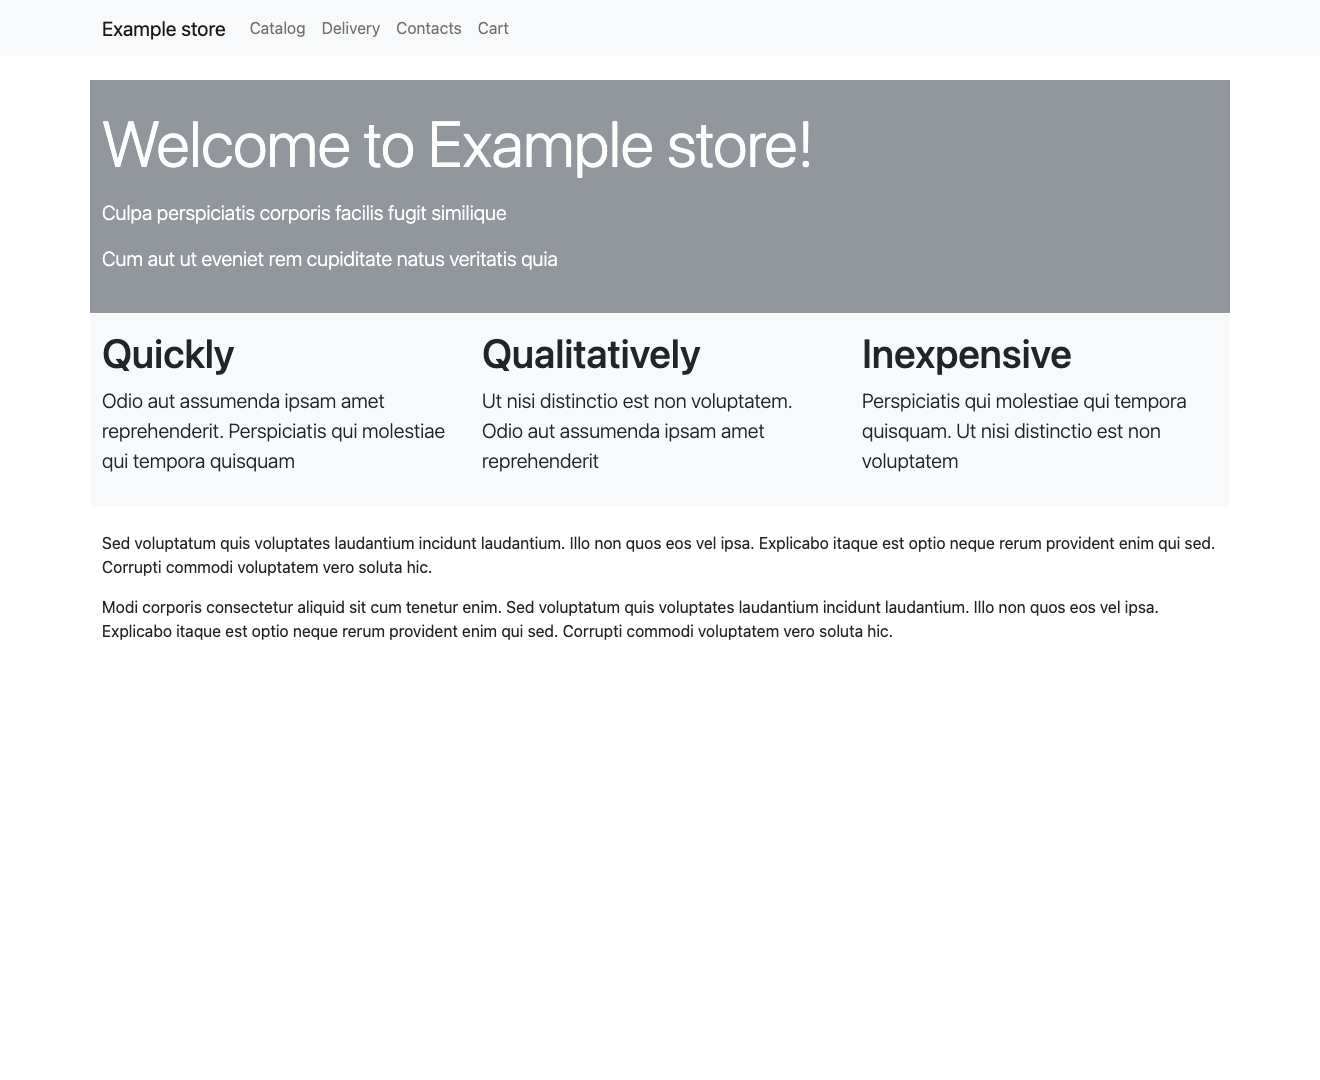 Example store Catalog Delivery Contacts Cart
Welcome to Example store!
Culpa perspiciatis corporis facilis fugit similique
Cum aut ut eveniet rem cupiditate natus veritatis quia
Quickly
Odio aut assumenda ipsam amet
reprehenderit. Perspiciatis qui molestiae
qui tempora quisquam
Qualitatively
Ut nisi distinctio est non voluptatem.
Odio aut assumenda ipsam amet
reprehenderit
Inexpensive
Perspiciatis qui molestiae qui tempora
quisquam. Ut nisi distinctio est non
voluptatem
Sed voluptatum quis voluptates laudantium incidunt laudantium. Illo non quos eos vel ipsa. Explicabo itaque est optio neque rerum provident enim qui sed.
Corrupti commodi voluptatem vero soluta hic.
Modi corporis consectetur aliquid sit cum tenetur enim. Sed voluptatum quis voluptates laudantium incidunt laudantium. Illo non quos eos vel ipsa.
Explicabo itaque est optio neque rerum provident enim qui sed. Corrupti commodi voluptatem vero soluta hic.